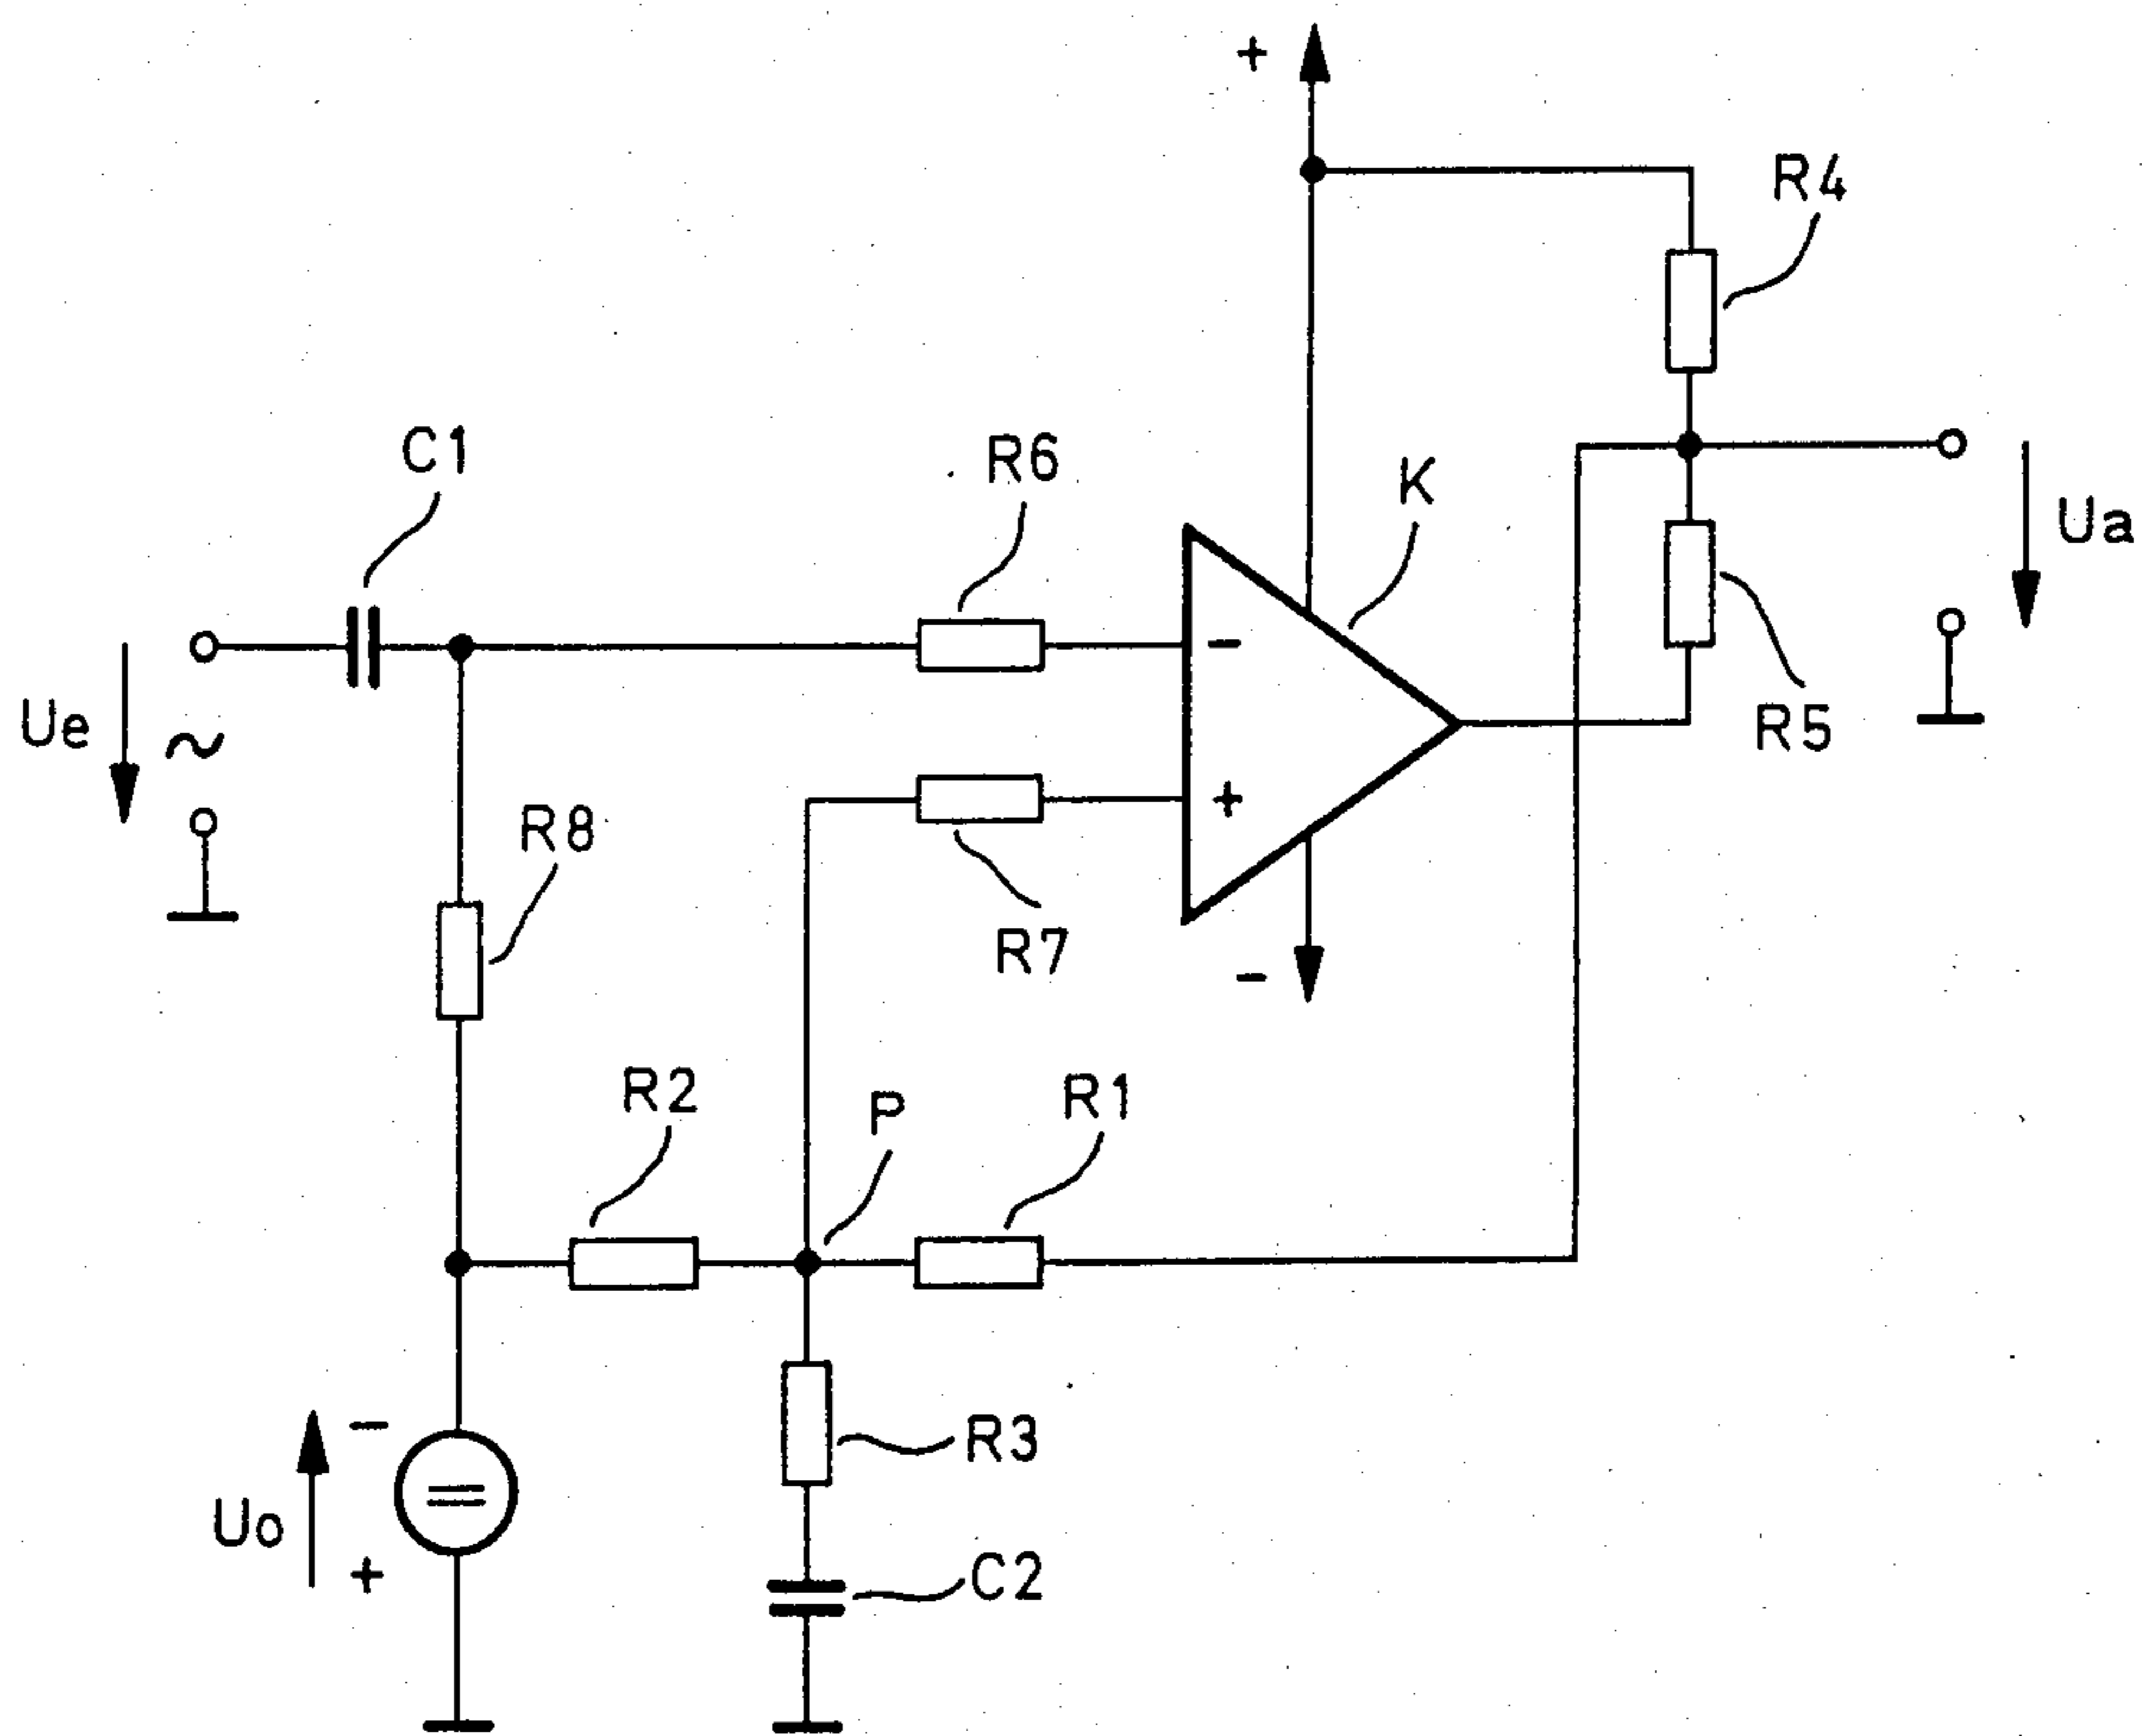 +
R4
C1
R6
K
Ua
-
Ue
~
R8
+
R5
R7
-
R2
P
R1
-
R3
Uo
=
+
C2